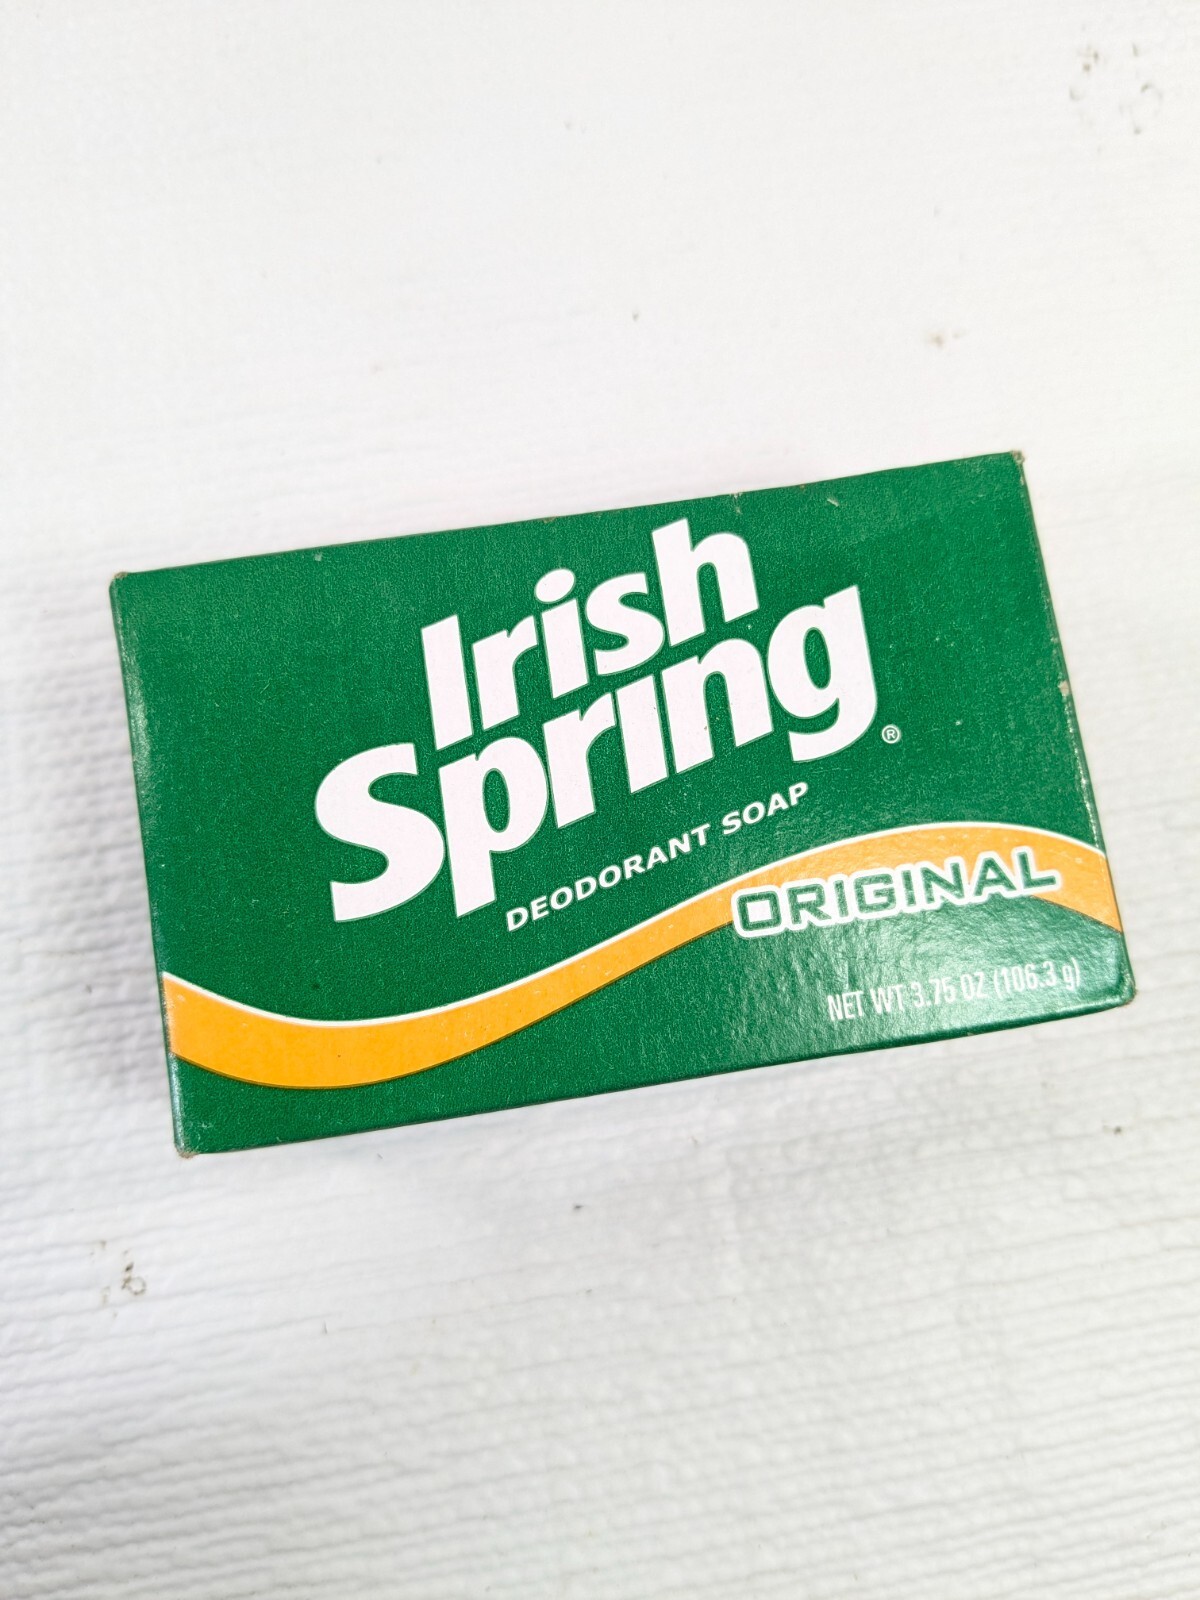 Irish
Spring®
DEODORANT SOAP
ORIGINAL
NET WT 3.75 OZ (106.3 g)